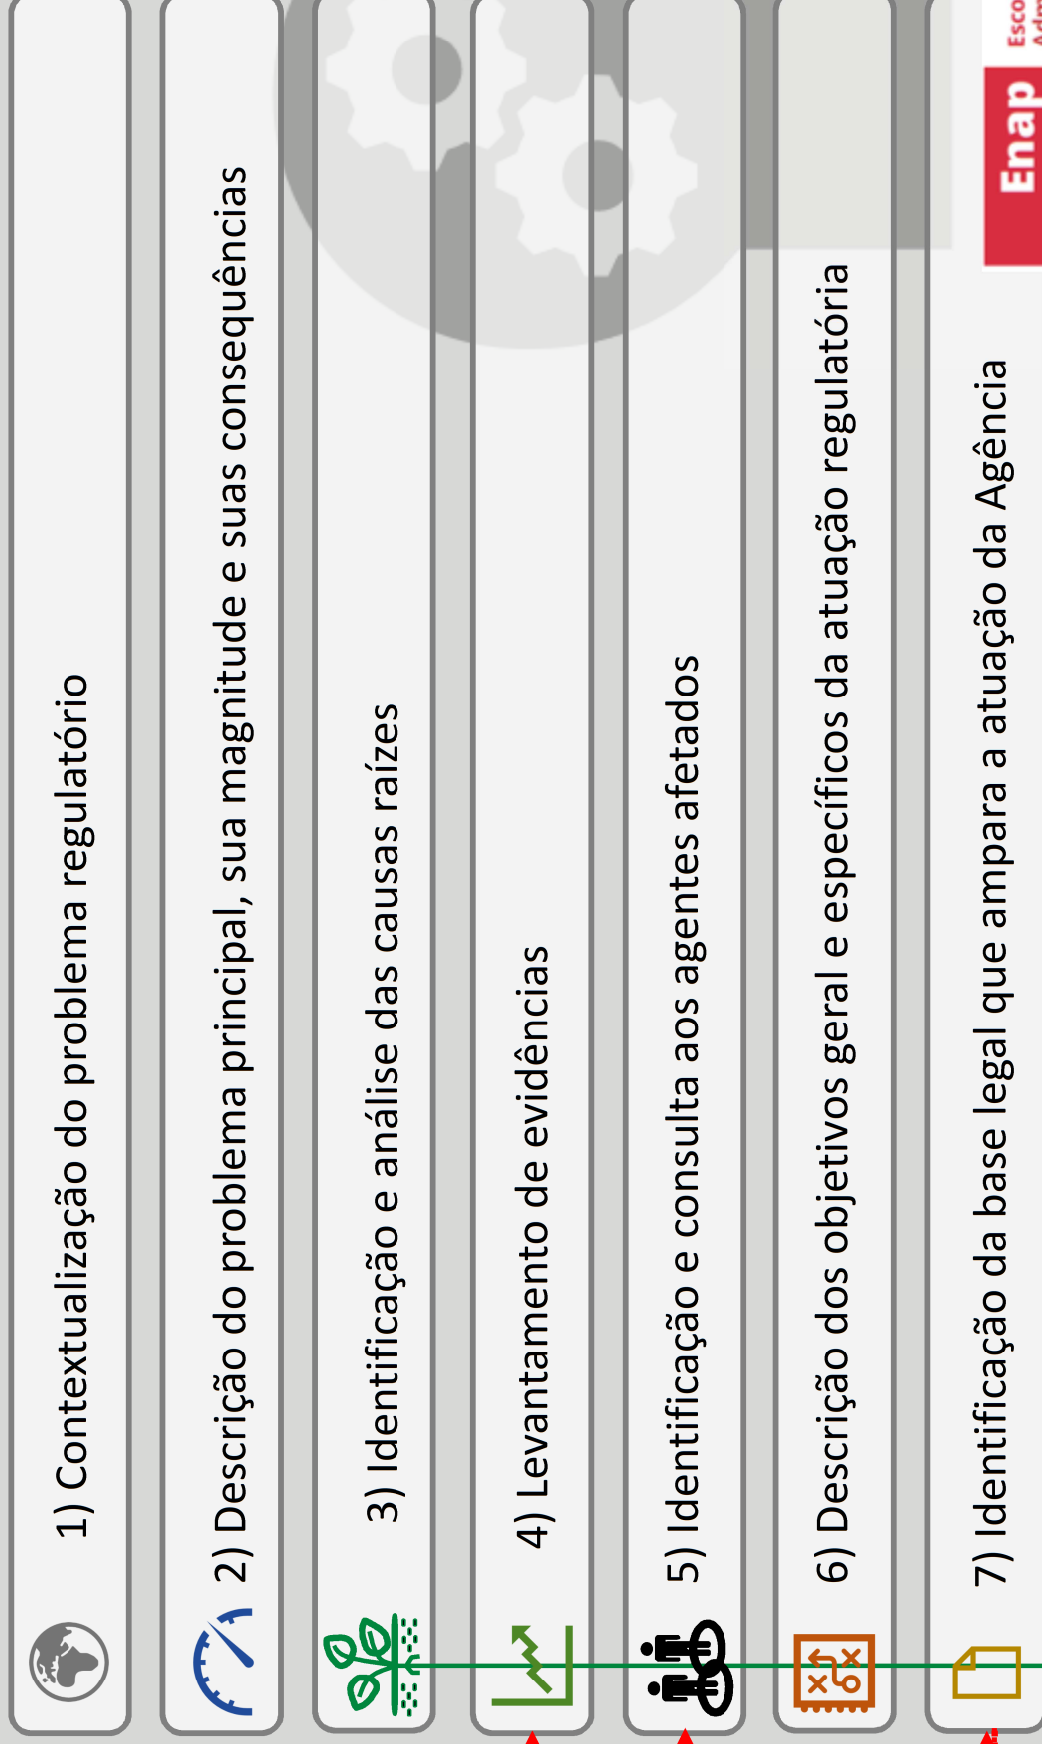 1) Contextualização do problema regulatório
2) Descrição do problema principal, sua magnitude e suas consequências
3) Identificação e análise das causas raízes
4) Levantamento de evidências
5) Identificação e consulta aos agentes afetados
6) Descrição dos objetivos geral e específicos da atuação regulatória
7) Identificação da base legal que ampara a atuação da Agência
Enap